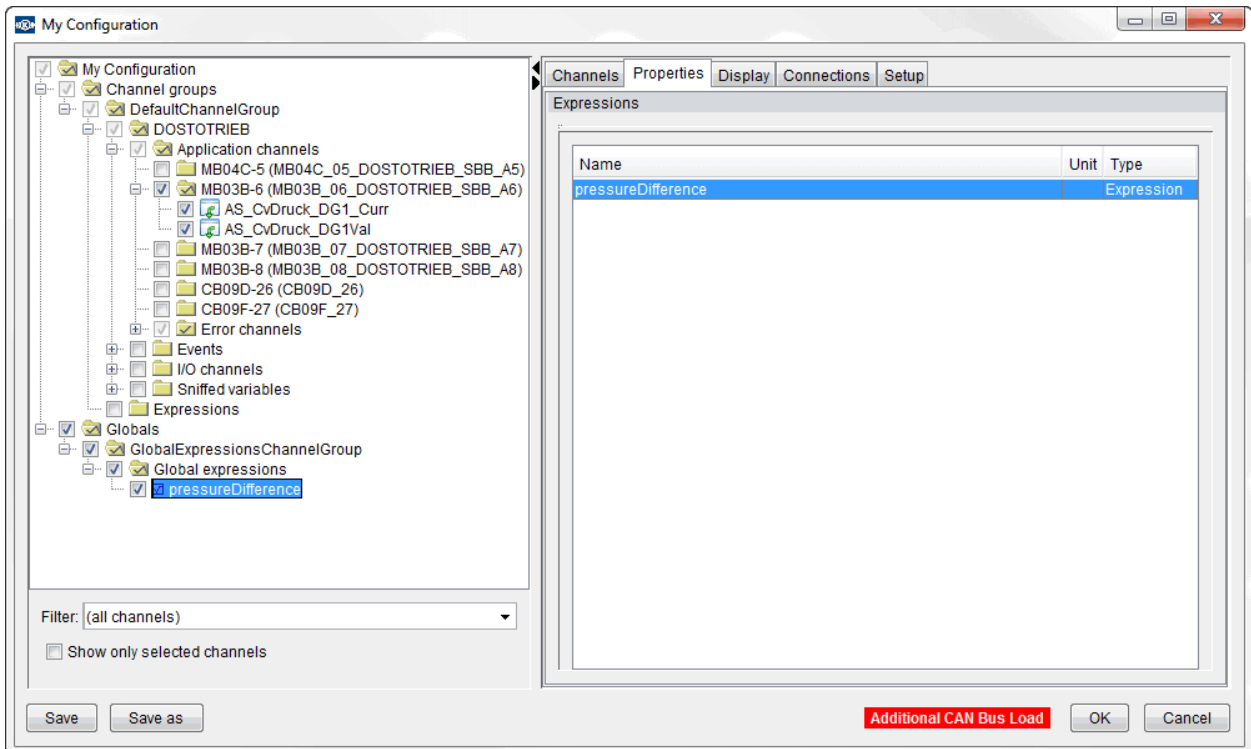 My Configuration
My Configuration
Channel groups
DefaultChannelGroup
DOSTOTRIEB
Application channels
MB04C-5 (MB04C_05_DOSTOTRIEB_SBB_A5)
MB03B-6 (MB03B_06_DOSTOTRIEB_SBB_A6)
AS_CvDruck_DG1_Curr
AS_CvDruck_DG1Val
MB03B-7 (MB03B_07_DOSTOTRIEB_SBB_A7)
MB03B-8 (MB03B_08_DOSTOTRIEB_SBB_A8)
CB09D-26 (CB09D_26)
CB09F-27 (CB09F_27)
Error channels
Events
I/O channels
Sniffed variables
Expressions
Globals
GlobalExpressionsChannelGroup
Global expressions
pressureDifference
Filter: (all channels)
Show only selected channels
Channels Properties Display Connections Setup
Expressions
Name Unit Type
pressureDifference Expression
Save Save as Additional CAN Bus Load OK Cancel